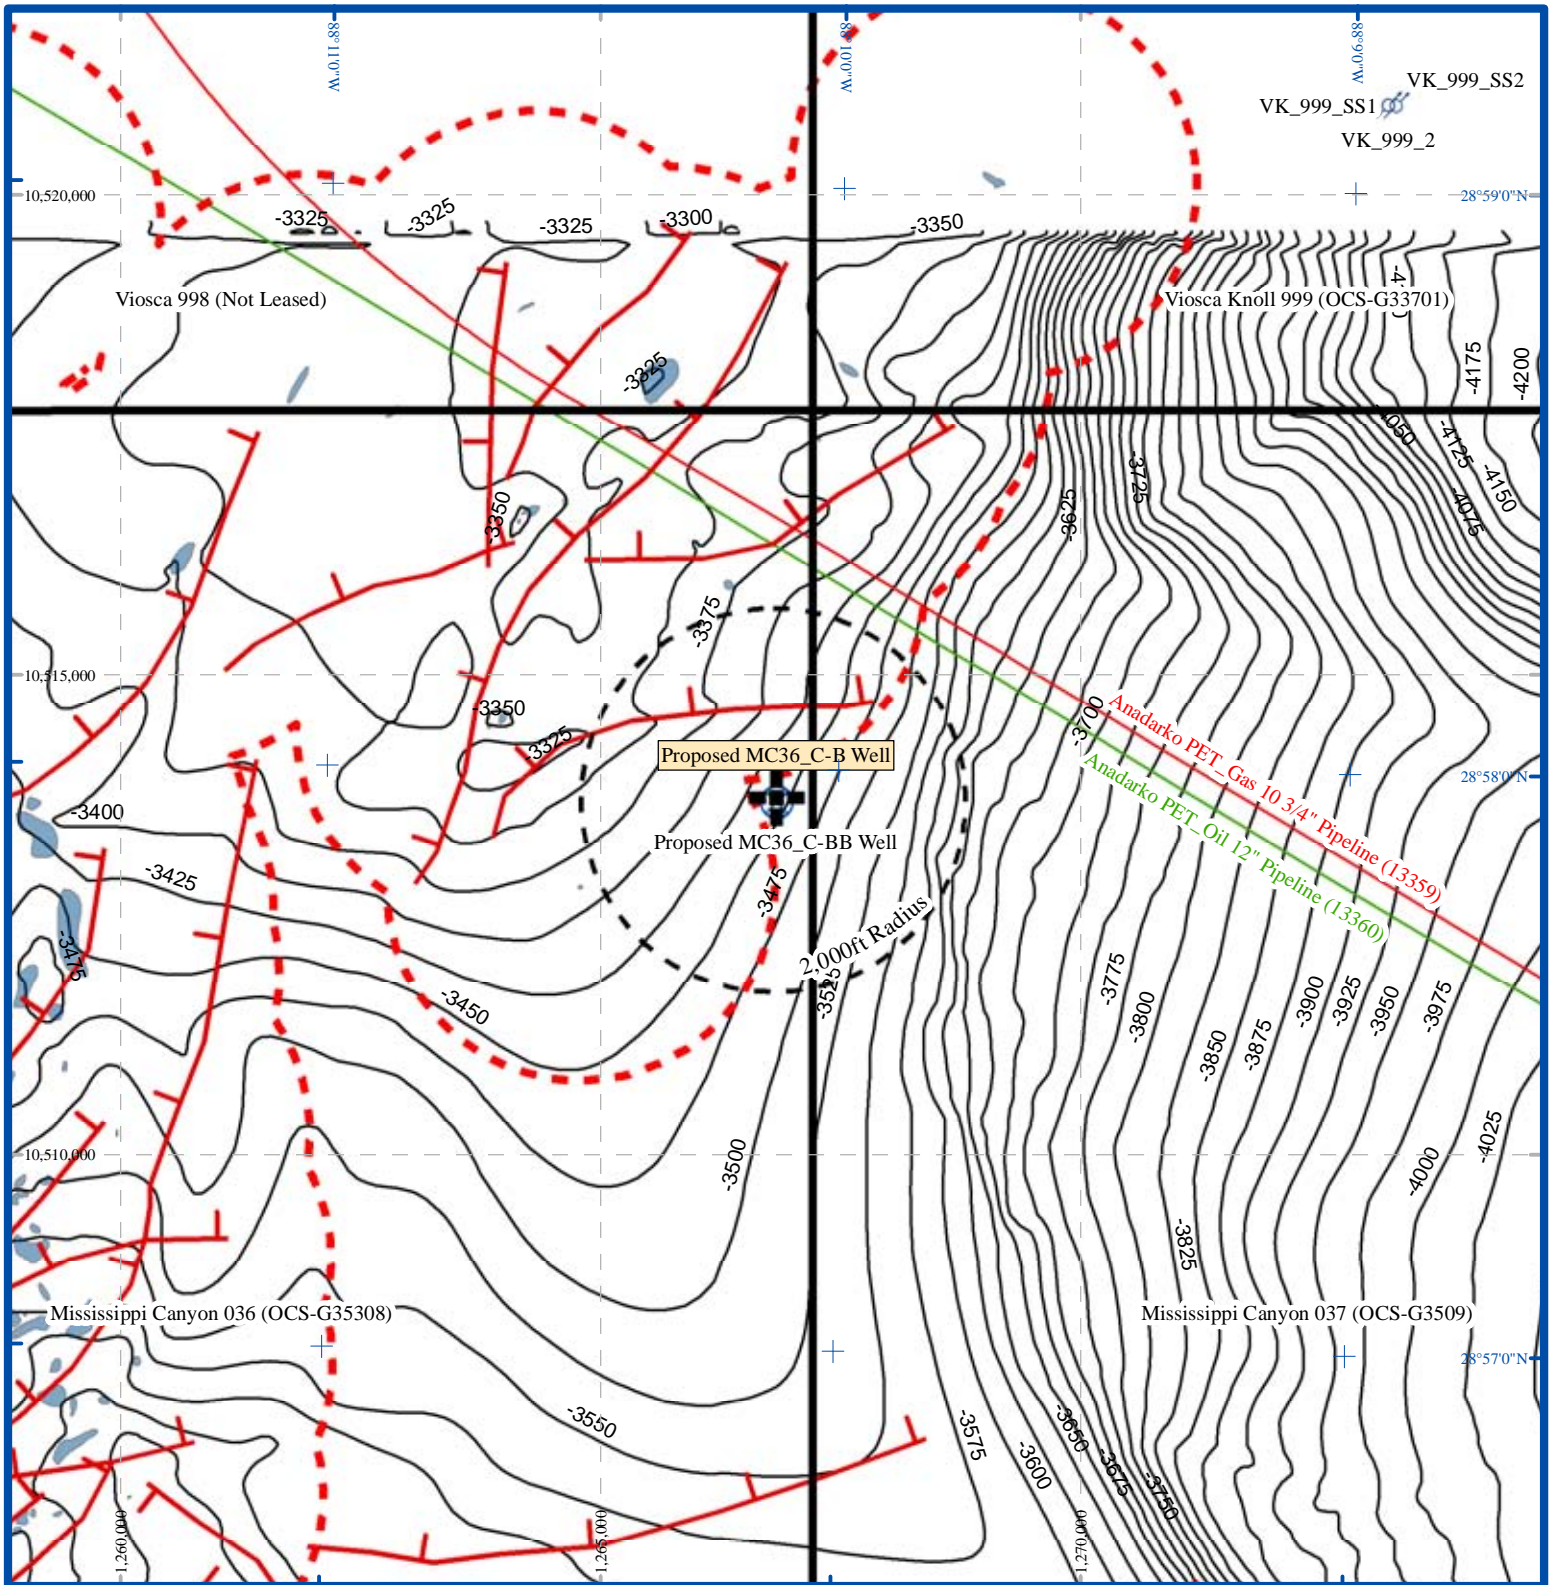 88°11'0"W
88°10'0"W
88°9'0"W
VK_999_SS2
VK_999_SS1
VK_999_2
10,520,000
28°59'0"N
-3325
-3325
-3325
-3300
-3350
Viosca 998 (Not Leased)
Viosca Knoll 999 (OCS-G33701)
-3325
-4175
-4200
-4050
-4125
-4150
-4075
-3725
-3625
-3350
-3375
10,515,000
-3350
-3325
-3700
Anadarko PET_Gas 10 3/4" Pipeline (13359)
Anadarko PET_Oil 12" Pipeline (13360)
Proposed MC36_C-B Well
28°58'0"N
-3400
Proposed MC36_C-BB Well
-3425
-3475
-3475
2,000ft Radius
-3450
-3525
-3775
-3800
-3850
-3875
-3900
-3925
-3950
-3975
-3500
10,510,000
-4000
-4025
-3825
Mississippi Canyon 036 (OCS-G35308)
Mississippi Canyon 037 (OCS-G3509)
28°57'0"N
-3550
-3575
-3600
-3650
-3675
-3750
1,260,000
1,265,000
1,270,000